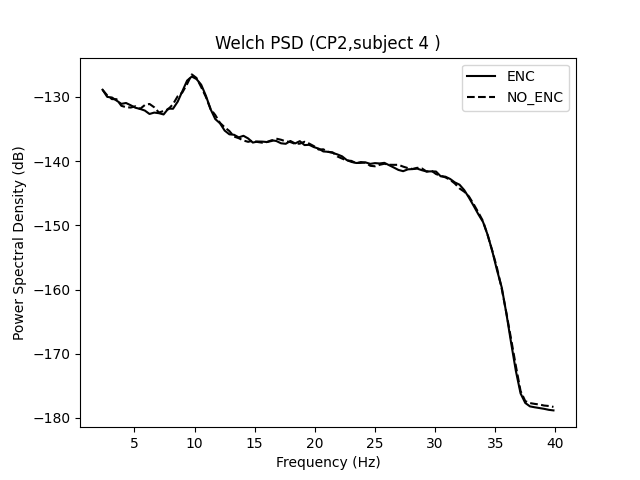 Welch PSD (CP2,subject 4 )
ENC
NO_ENC
Power Spectral Density (dB)
−130
−140
−150
−160
−170
−180
5 10 15 20 25 30 35 40
Frequency (Hz)